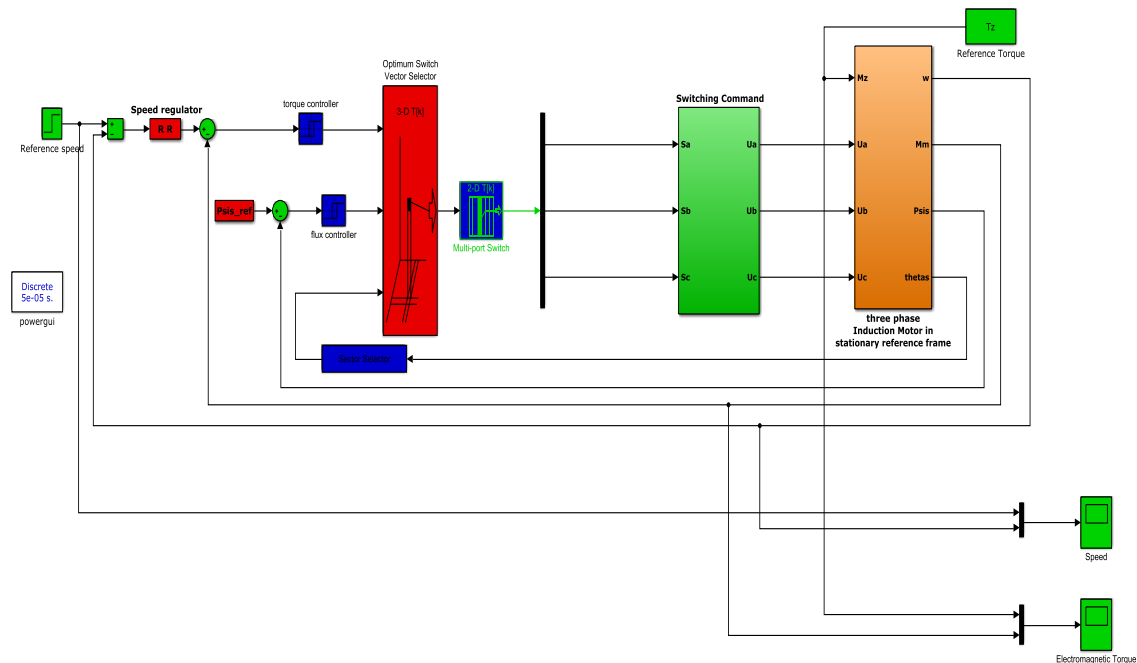 Tz
Reference Torque
Optimum Switch
Vector Selector
3-D T[k]
torque controller
Speed regulator
R R
Reference speed
Psis_ref
flux controller
2-D T[k]
Multi-port Switch
Switching Command
Sa
Sb
Sc
Ua
Ub
Uc
Mz
Ua
Ub
Uc
w
Mm
Psis
thetas
three phase
Induction Motor in
stationary reference frame
Discrete
5e-05 s.
powergui
Sector Selector
Speed
Electromagnetic Torque